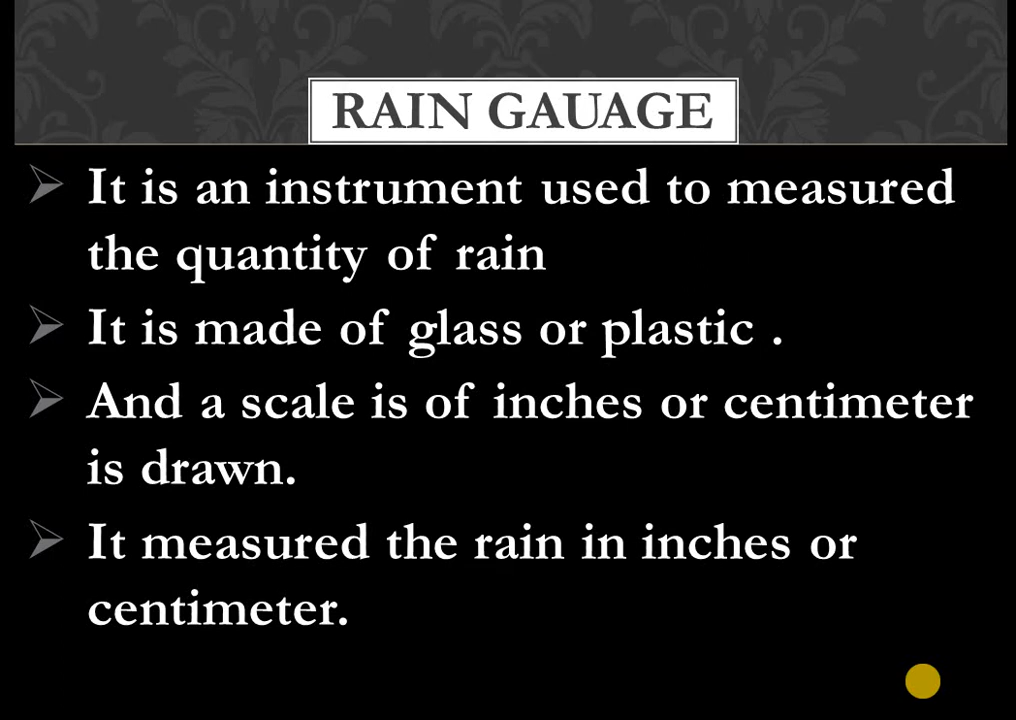 RAIN GAUAGE
It is an instrument used to measured
the quantity of rain
It is made of glass or plastic .
And a scale is of inches or centimeter
is drawn.
It measured the rain in inches or
centimeter.